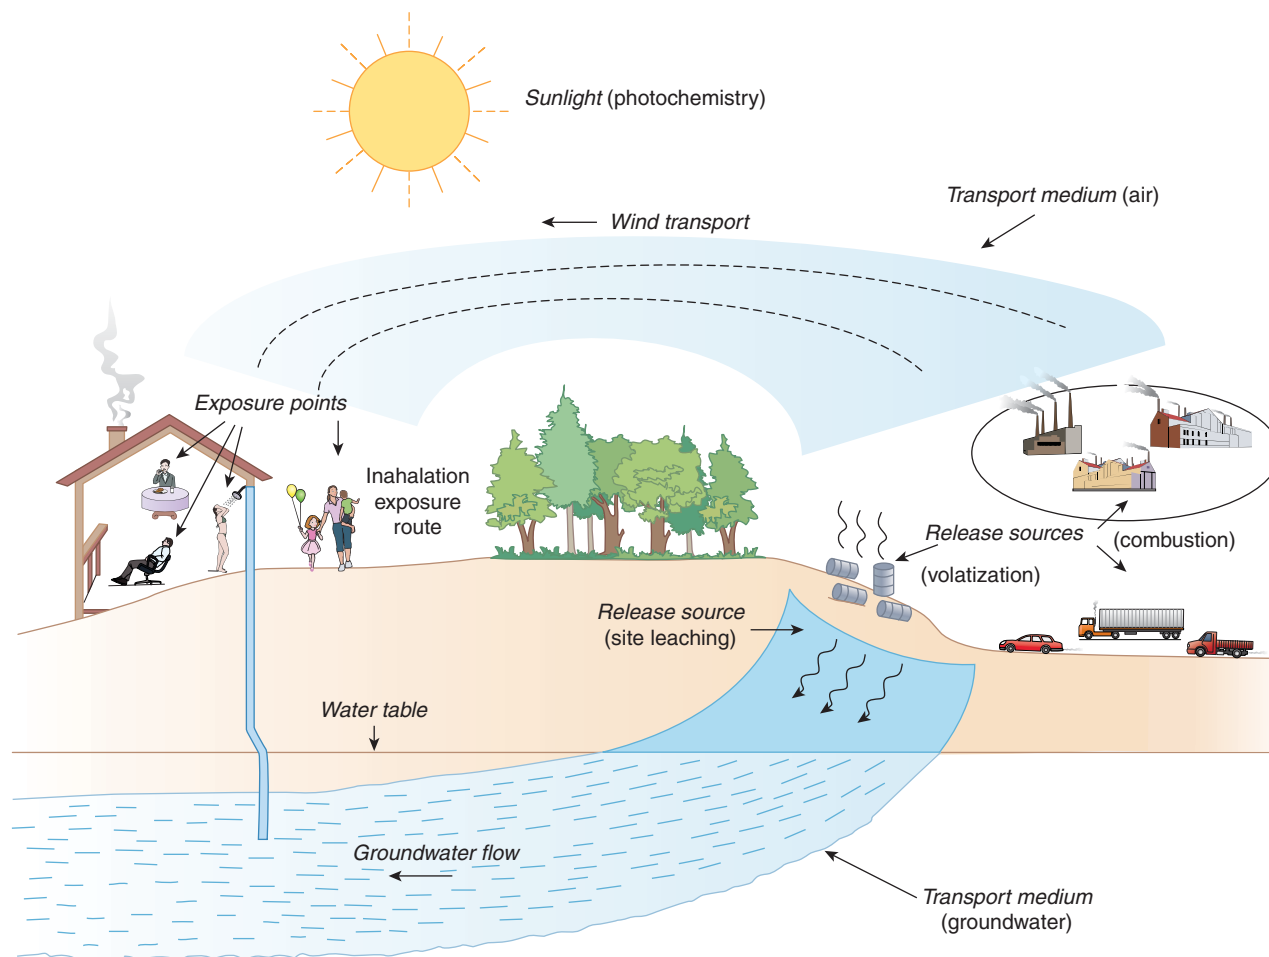 Sunlight (photochemistry)
Transport medium (air)
Wind transport
Exposure points
Inahalation
exposure
route
Release sources
(combustion)
(volatization)
Release source
(site leaching)
Water table
Groundwater flow
Transport medium
(groundwater)